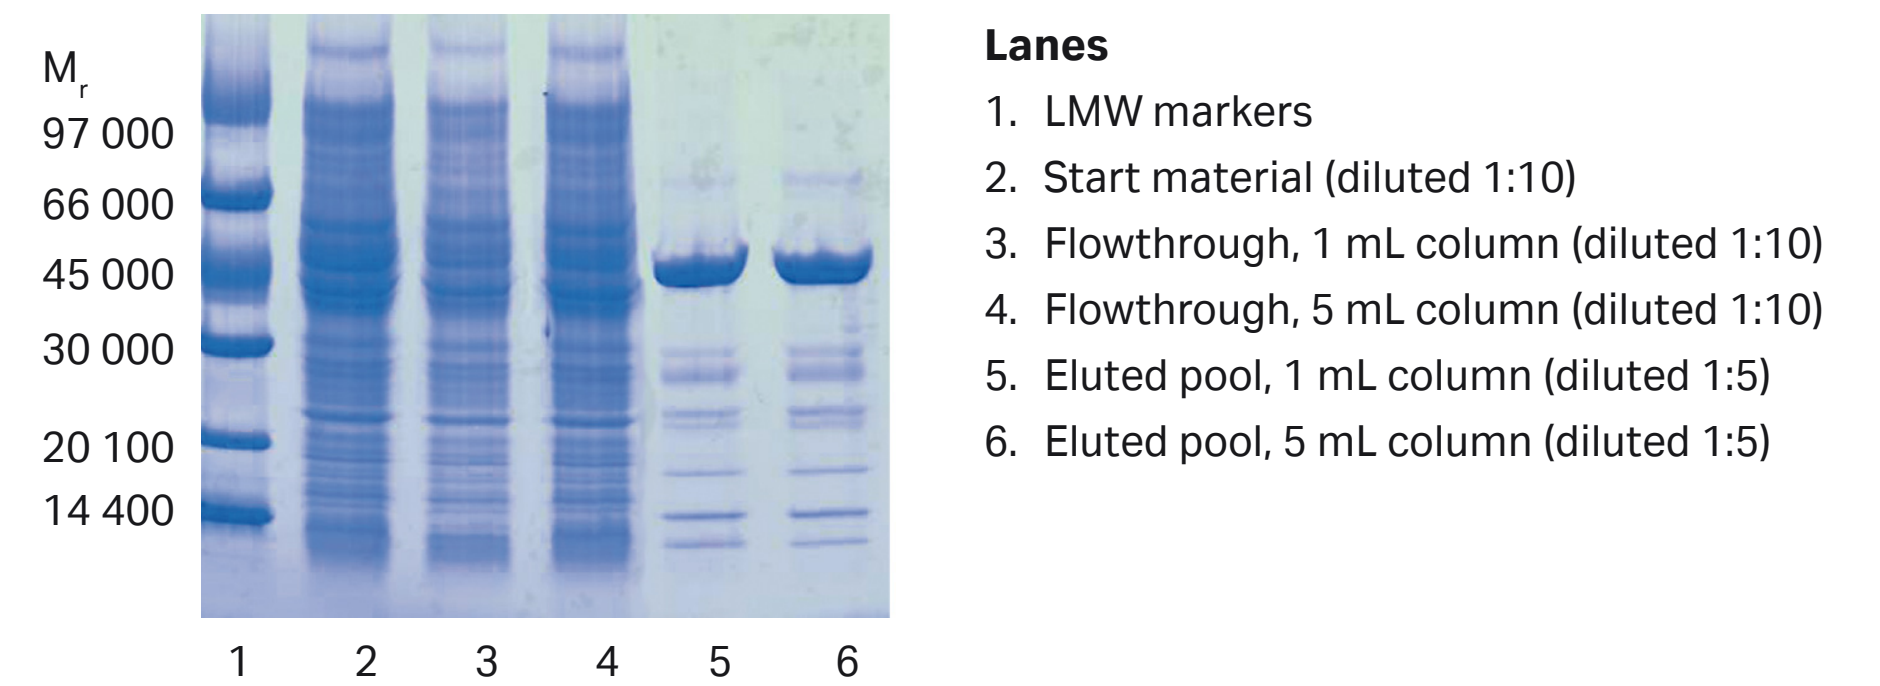 M r
97 000
66 000
45 000
30 000
20 100
14 400
1 2 3 4 5 6
Lanes
1. LMW markers
2. Start material (diluted 1:10)
3. Flowthrough, 1 mL column (diluted 1:10)
4. Flowthrough, 5 mL column (diluted 1:10)
5. Eluted pool, 1 mL column (diluted 1:5)
6. Eluted pool, 5 mL column (diluted 1:5)